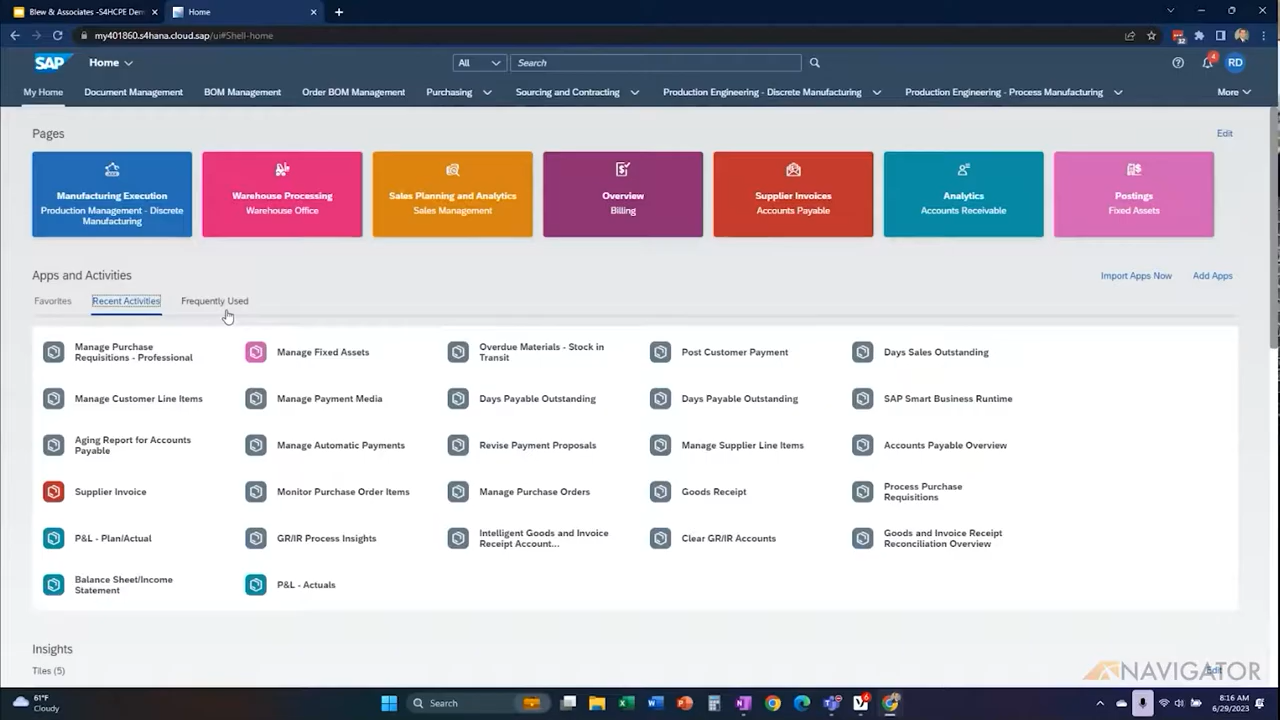 Blew & Associates -S4HCPE Dem
Home
my401860.s4hana.cloud.sap/ui#Shell-home
SAP
Home
All
Search
4
RD
My Home
Document Management
BOM Management
Order BOM Management
Purchasing
Sourcing and Contracting
Production Engineering - Discrete Manufacturing
Production Engineering - Process Manufacturing
More
Pages
Edit
Manufacturing Execution
Production Management - Discrete
Manufacturing
Warehouse Processing
Warehouse Office
Sales Planning and Analytics
Sales Management
Overview
Billing
Supplier Invoices
Accounts Payable
Analytics
Accounts Receivable
Postings
Fixed Assets
Apps and Activities
Import Apps Now
Add Apps
Favorites
Recent Activities
Frequently Used
Manage Purchase
Requisitions - Professional
Manage Fixed Assets
Overdue Materials - Stock in
Transit
Post Customer Payment
Days Sales Outstanding
Manage Customer Line Items
Manage Payment Media
Days Payable Outstanding
Days Payable Outstanding
SAP Smart Business Runtime
Aging Report for Accounts
Payable
Manage Automatic Payments
Revise Payment Proposals
Manage Supplier Line Items
Accounts Payable Overview
Supplier Invoice
Monitor Purchase Order Items
Manage Purchase Orders
Goods Receipt
Process Purchase
Requisitions
P&L - Plan/Actual
GR/IR Process Insights
Intelligent Goods and Invoice
Receipt Account...
Clear GR/IR Accounts
Goods and Invoice Receipt
Reconciliation Overview
Balance Sheet/Income
Statement
P&L - Actuals
Insights
Tiles (5)
Edit
NAVIGATOR
61°F
Cloudy
Search
8:16 AM
6/29/2023